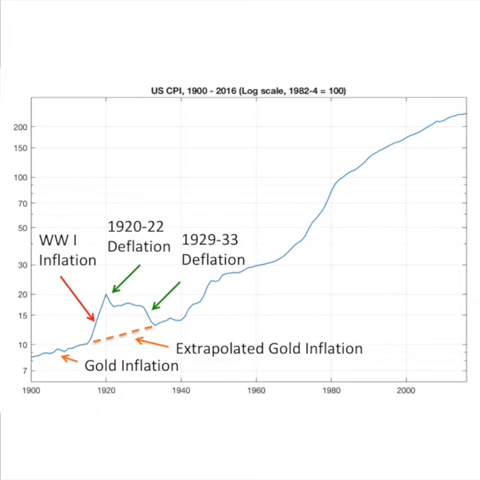 US CPI, 1900 - 2016 (Log scale, 1982-4 = 100)
200
150
100
70
50
30
20
15
10
7
1920-22
Deflation
WW I
Inflation
1929-33
Deflation
Extrapolated Gold Inflation
Gold Inflation
1900
1920
1940
1960
1980
2000